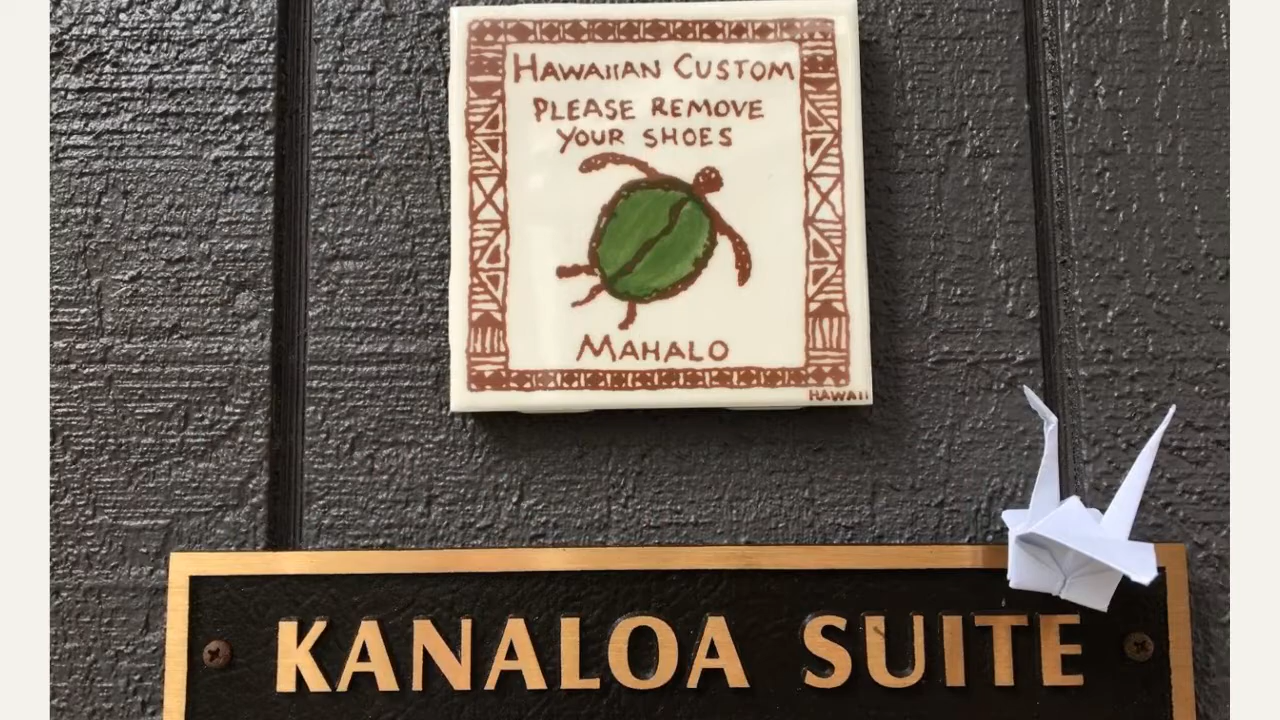 HAWAIIAN CUSTOM
PLEASE REMOVE
YOUR SHOES
MAHALO
HAWAII
KANALOA SUITE